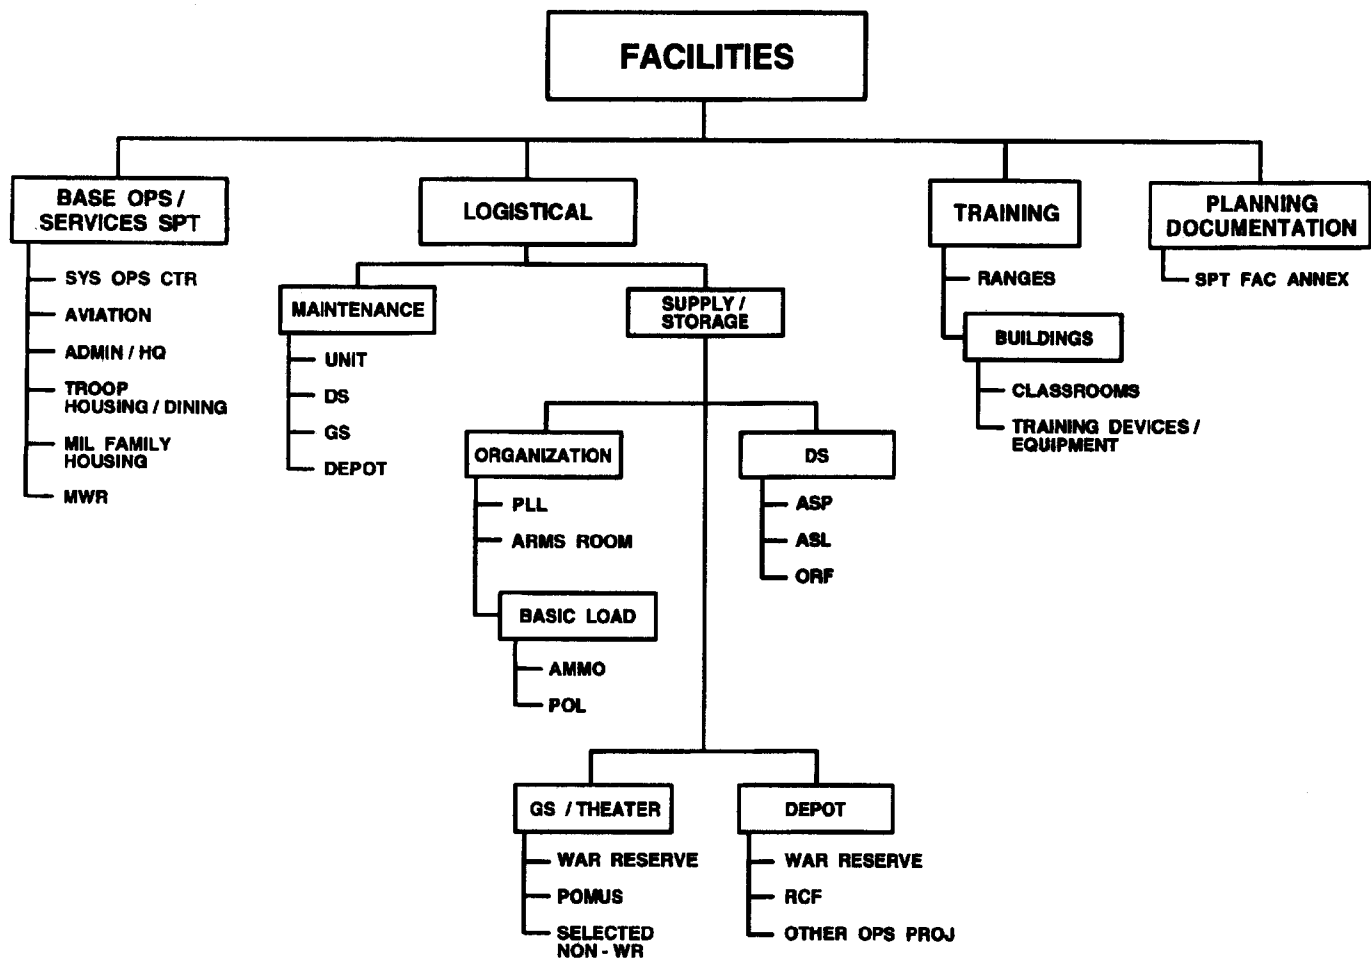 FACILITIES
BASE OPS /
SERVICES SPT
SYS OPS CTR
AVIATION
ADMIN / HQ
TROOP
HOUSING / DINING
MIL FAMILY
HOUSING
MWR
LOGISTICAL
MAINTENANCE
UNIT
DS
GS
DEPOT
SUPPLY /
STORAGE
ORGANIZATION
PLL
ARMS ROOM
BASIC LOAD
AMMO
POL
DS
ASP
ASL
ORF
GS / THEATER
WAR RESERVE
POMUS
SELECTED
NON - WR
DEPOT
WAR RESERVE
RCF
OTHER OPS PROJ
TRAINING
RANGES
BUILDINGS
CLASSROOMS
TRAINING DEVICES /
EQUIPMENT
PLANNING
DOCUMENTATION
SPT FAC ANNEX